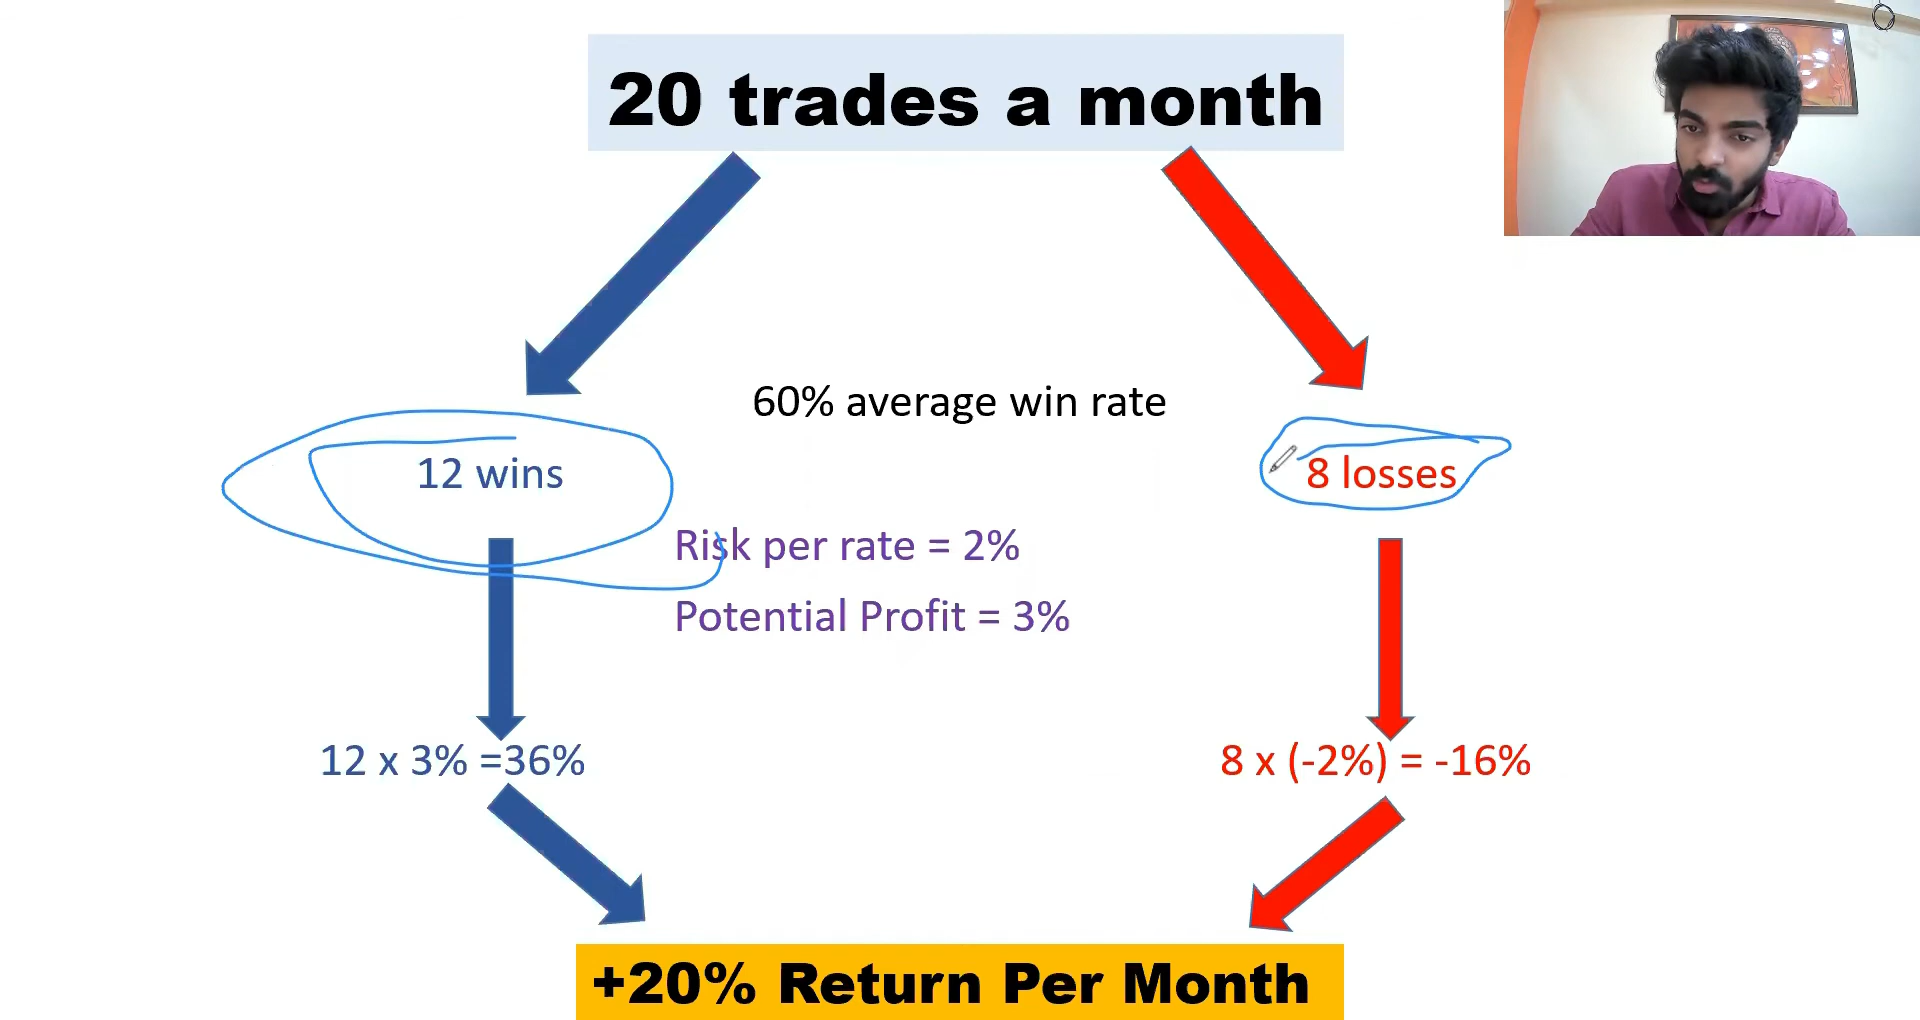 20 trades a month
60% average win rate
12 wins
8 losses
Risk per rate = 2%
Potential Profit = 3%
12 x 3% =36%
8 x (-2%) = -16%
+20% Return Per Month